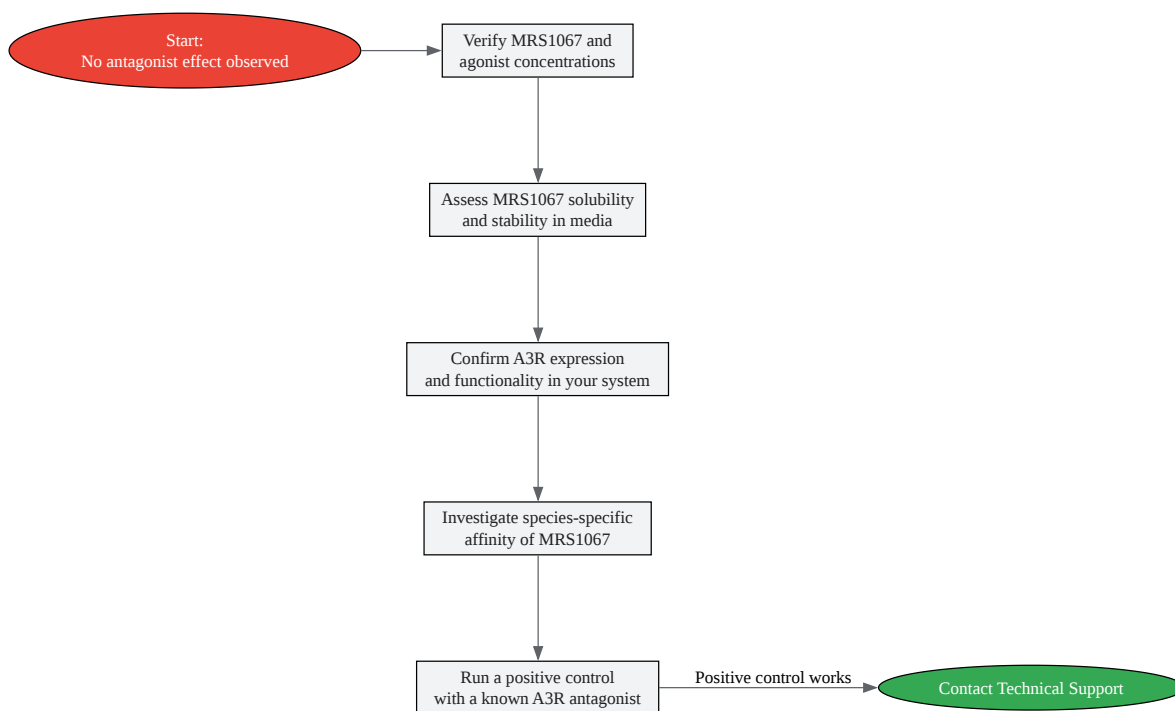 Start:
No antagonist effect observed
Verify MRS1067 and
agonist concentrations
Assess MRS1067 solubility
and stability in media
Confirm A3R expression
and functionality in your system
Investigate species-specific
affinity of MRS1067
Run a positive control
with a known A3R antagonist
Positive control works
Contact Technical Support